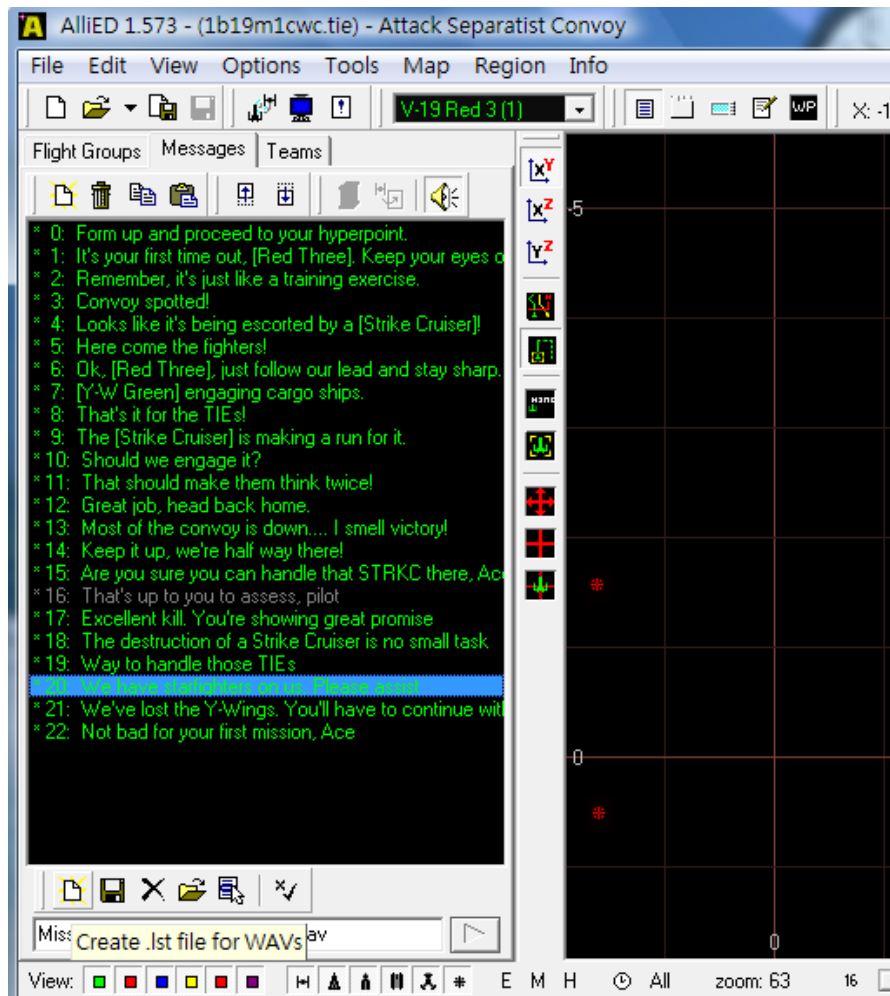 AlliED 1.573 - (1b19m1cwc.tie) - Attack Separatist Convoy
File Edit View Options Tools Map Region Info
V-19 Red 3 (1)
WP
X: -1
Flight Groups Messages Teams
* 0: Form up and proceed to your hyperpoint.
* 1: It's your first time out, [Red Three]. Keep your eyes o
* 2: Remember, it's just like a training exercise.
* 3: Convoy spotted!
* 4: Looks like it's being escorted by a [Strike Cruiser]!
* 5: Here come the fighters!
* 6: Ok, [Red Three], just follow our lead and stay sharp.
* 7: [Y-W Green] engaging cargo ships.
* 8: That's it for the TIEs!
* 9: The [Strike Cruiser] is making a run for it.
* 10: Should we engage it?
* 11: That should make them think twice!
* 12: Great job, head back home.
* 13: Most of the convoy is down.... I smell victory!
* 14: Keep it up, we're half way there!
* 15: Are you sure you can handle that STRKC there, Ac
* 16: That's up to you to assess, pilot
* 17: Excellent kill. You're showing great promise
* 18: The destruction of a Strike Cruiser is no small task
* 19: Way to handle those TIEs
* 20: We have starfighters on us. Please assist
* 21: We've lost the Y-Wings. You'll have to continue wit
* 22: Not bad for your first mission, Ace
XY
XZ
YZ
-5
0
0
Miss
av
Create .lst file for WAVs
View: E M H All zoom: 63 16